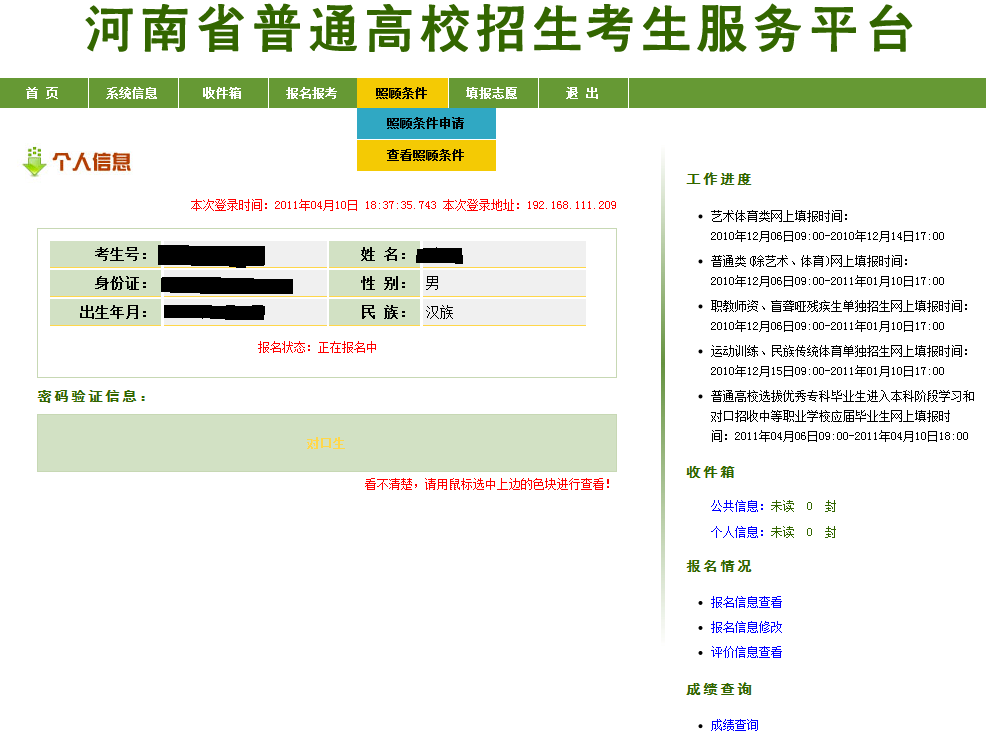 河南省普通高校招生考生服务平台
首 页 系统信息 收件箱 报名报考 照顾条件 填报志愿 退 出
照顾条件申请
查看照顾条件
个人信息
本次登录时间：2011年04月10日 18:37:35.743 本次登录地址：192.168.111.209
考生号： 姓 名：
身份证： 性 别： 男
出生年月： 民 族： 汉族
报名状态：正在报名中
密码验证信息：
对口生
看不清楚，请用鼠标选中上边的色块进行查看！
工作进度
• 艺术体育类网上填报时间：
2010年12月06日09:00-2010年12月14日17:00
• 普通类(除艺术、体育)网上填报时间：
2010年12月06日09:00-2011年01月10日17:00
• 职教师资、盲聋哑残疾生单独招生网上填报时间：
2010年12月06日09:00-2011年01月10日17:00
• 运动训练、民族传统体育单独招生网上填报时间：
2010年12月15日09:00-2011年01月10日17:00
• 普通高校选拔优秀专科毕业生进入本科阶段学习和
对口招收中等职业学校应届毕业生网上填报时
间：2011年04月06日09:00-2011年04月10日18:00
收件箱
公共信息：未读 0 封
个人信息：未读 0 封
报名情况
• 报名信息查看
• 报名信息修改
• 评价信息查看
成绩查询
• 成绩查询